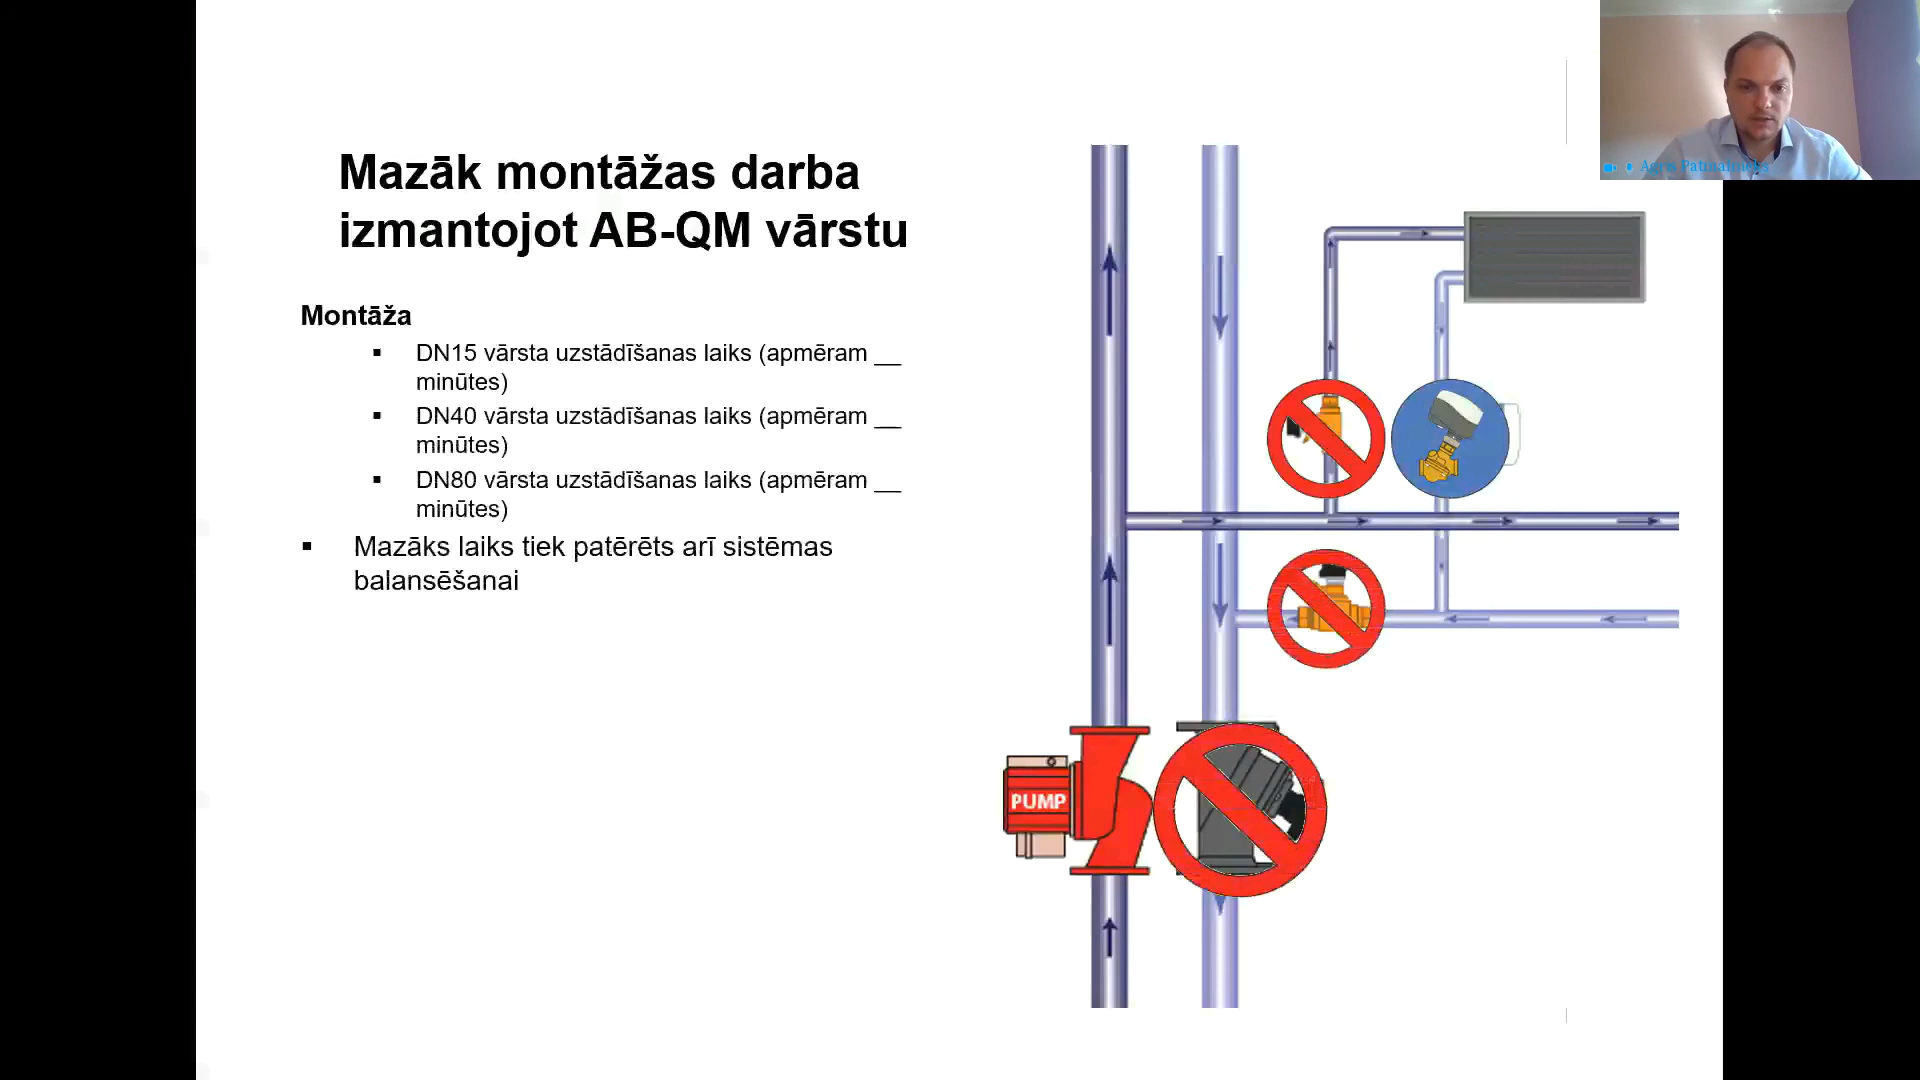 Mazāk montāžas darba
izmantojot AB-QM vārstu
Montāža
▪ DN15 vārsta uzstādīšanas laiks (apmēram __
minūtes)
▪ DN40 vārsta uzstādīšanas laiks (apmēram __
minūtes)
▪ DN80 vārsta uzstādīšanas laiks (apmēram __
minūtes)
▪ Mazāks laiks tiek patērēts arī sistēmas
balansēšanai
PUMP